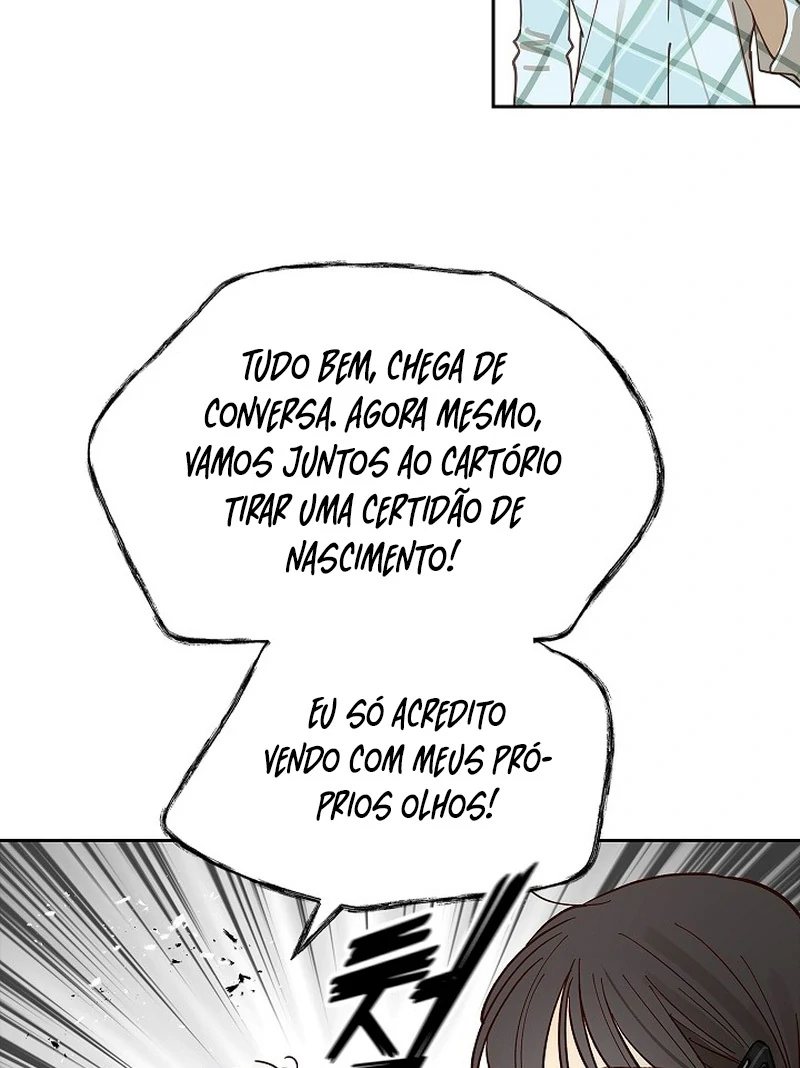 TUDO BEM, CHEGA DE
CONVERSA. AGORA MESMO,
VAMOS JUNTOS AO CARTÓRIO
TIRAR UMA CERTIDÃO DE
NASCIMENTO!
EU SÓ ACREDITO
VENDO COM MEUS PRÓ-
PRIOS OLHOS!